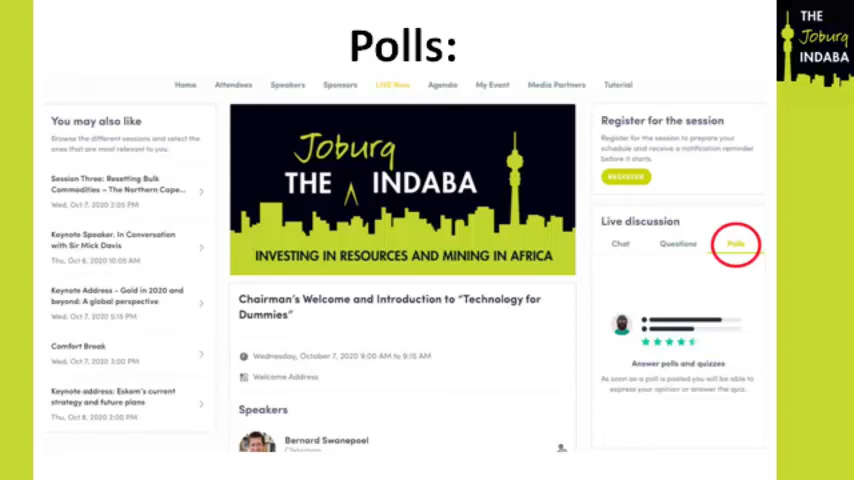 Polls:
THE
Joburg
INDABA
Home Attendees Speakers Sponsors LIVE Now Agenda My Event Media Partners Tutorial
You may also like
Browse the different sessions and select the
ones that are most relevant to you.
Session Three: Resetting Bulk
Commodities – The Northern Cape...
Wed, Oct 7, 2020 2:05 PM
Keynote Speaker, In Conversation
with Sir Mick Davis
Thu, Oct 8, 2020 10:05 AM
Keynote Address - Gold in 2020 and
beyond: A global perspective
Wed, Oct 7, 2020 5:15 PM
Comfort Break
Wed, Oct 7, 2020 3:00 PM
Keynote address: Eskom's current
strategy and future plans
Thu, Oct 8, 2020 2:00 PM
Joburg
THE INDABA
INVESTING IN RESOURCES AND MINING IN AFRICA
Chairman's Welcome and Introduction to "Technology for
Dummies"
Wednesday, October 7, 2020 9:00 AM to 9:15 AM
Welcome Address
Speakers
Bernard Swanepoel
Chairman
Register for the session
Register for the session to prepare your
schedule and receive a notification reminder
before it starts.
REGISTER
Live discussion
Chat Questions Polls
Answer polls and quizzes
As soon as a poll is posted you will be able to
express your opinion or answer the quiz.